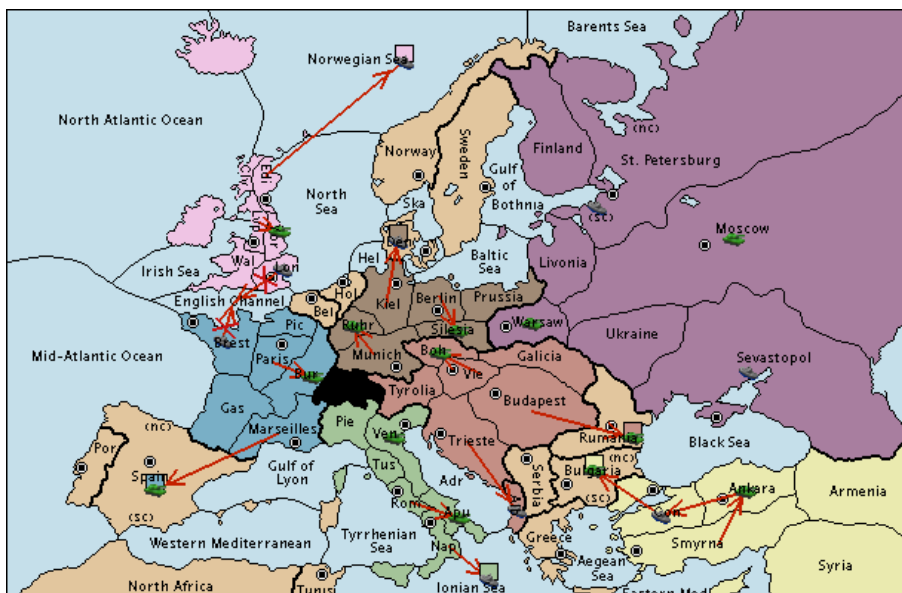 Barents Sea
Norwegian Sea
North Atlantic Ocean
(nc)
Norway
Sweden
Finland
St. Petersburg
Gulf
of
Bothnia
North
Sea
Edi
Ska
(sc)
Moscow
Den
Hel
Baltic
Sea
Livonia
Irish Sea
Wal
Lon
English Channel
Hol
Bel
Kiel
Berlin
Prussia
Ruhr
Silesia
Warsaw
Ukraine
Mid-Atlantic Ocean
Brest
Pic
Paris
Bur
Munich
Boh
Galicia
Vie
Tyrolia
Budapest
Sevastopol
Gas
Marseilles
Pie
Ven
Trieste
Rumania
Black Sea
(nc)
Por
Spain
(sc)
Gulf of
Lyon
Tus
Adr
Serbia
Bulgaria
(nc)
(sc)
Rom
Apu
Con
Ankara
Armenia
Western Mediterranean
Tyrrhenian
Sea
Nap
Greece
Aegean
Sea
Smyrna
Syria
North Africa
Tunis
Ionian Sea
Eastern Med